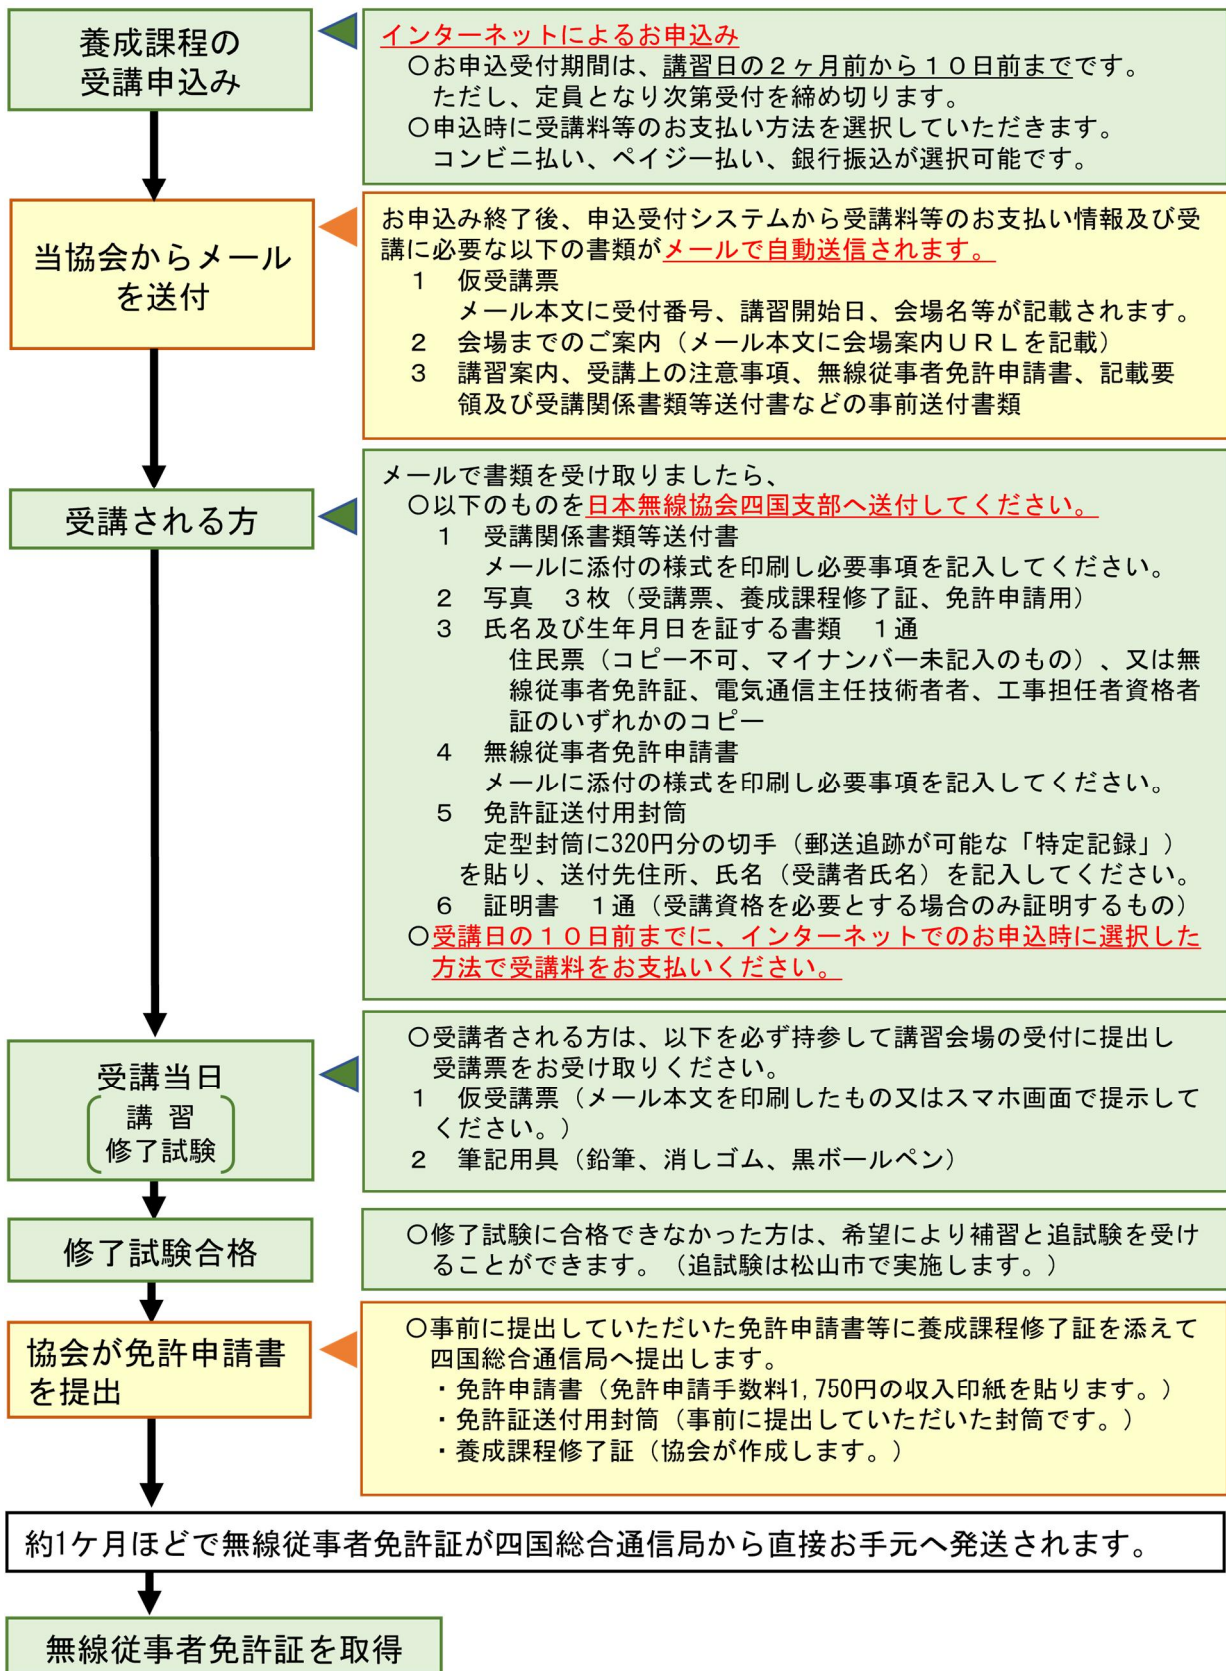 養成課程の
受講申込み
インターネットによるお申込み
○お申込受付期間は、講習日の２ヶ月前から１０日前までです。
ただし、定員となり次第受付を締め切ります。
○申込時に受講料等のお支払い方法を選択していただきます。
コンビニ払い、ペイジー払い、銀行振込が選択可能です。
当協会からメール
を送付
お申込み終了後、申込受付システムから受講料等のお支払い情報及び受
講に必要な以下の書類がメールで自動送信されます。
１　仮受講票
メール本文に受付番号、講習開始日、会場名等が記載されます。
２　会場までのご案内（メール本文に会場案内ＵＲＬを記載）
３　講習案内、受講上の注意事項、無線従事者免許申請書、記載要
領及び受講関係書類等送付書などの事前送付書類
受講される方
メールで書類を受け取りましたら、
○以下のものを日本無線協会四国支部へ送付してください。
１　受講関係書類等送付書
メールに添付の様式を印刷し必要事項を記入してください。
２　写真　３枚（受講票、養成課程修了証、免許申請用）
３　氏名及び生年月日を証する書類　１通
住民票（コピー不可、マイナンバー未記入のもの）、又は無
線従事者免許証、電気通信主任技術者者、工事担任者資格者
証のいずれかのコピー
４　無線従事者免許申請書
メールに添付の様式を印刷し必要事項を記入してください。
５　免許証送付用封筒
定型封筒に320円分の切手（郵送追跡が可能な「特定記録」）
を貼り、送付先住所、氏名（受講者氏名）を記入してください。
６　証明書　１通（受講資格を必要とする場合のみ証明するもの）
○受講日の１０日前までに、インターネットでのお申込時に選択した
方法で受講料をお支払いください。
受講当日
講 習
修了試験
○受講者される方は、以下を必ず持参して講習会場の受付に提出し
受講票をお受け取りください。
１　仮受講票（メール本文を印刷したもの又はスマホ画面で提示して
ください。）
２　筆記用具（鉛筆、消しゴム、黒ボールペン）
修了試験合格
○修了試験に合格できなかった方は、希望により補習と追試験を受け
ることができます。（追試験は松山市で実施します。）
協会が免許申請書
を提出
○事前に提出していただいた免許申請書等に養成課程修了証を添えて
四国総合通信局へ提出します。
・免許申請書（免許申請手数料1,750円の収入印紙を貼ります。）
・免許証送付用封筒（事前に提出していただいた封筒です。）
・養成課程修了証（協会が作成します。）
約1ケ月ほどで無線従事者免許証が四国総合通信局から直接お手元へ発送されます。
無線従事者免許証を取得